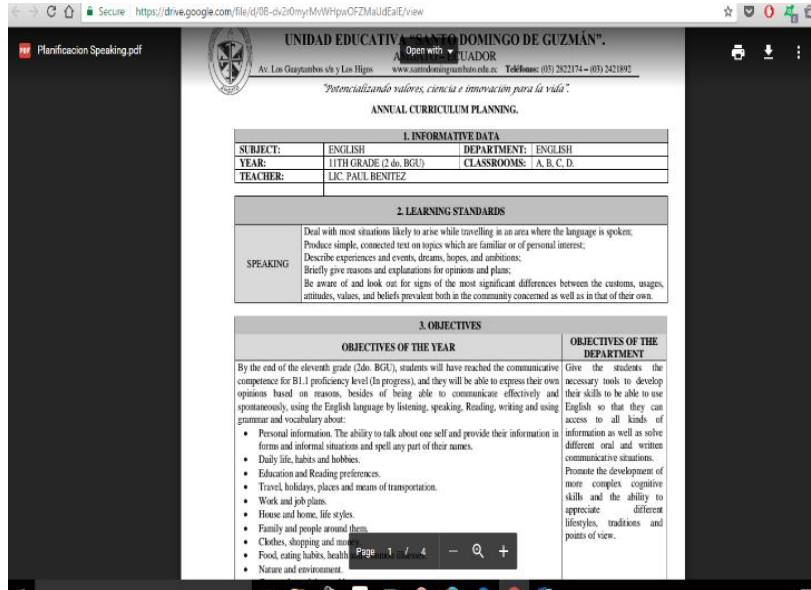 Secure https://drive.google.com/file/d/0B-dv2r0myrMvWHpwOFZMaUdEalE/view
Planificacion Speaking.pdf
UNIDAD EDUCATIVA "SANTO DOMINGO DE GUZMÁN".
Open with
ECUADOR
Av. Los Guaytambos s/n y Los Higos www.santodomingoambato.edu.ec Teléfonos: (03) 2822174 – (03) 2421892
"Potencializando valores, ciencia e innovación para la vida".
ANNUAL CURRICULUM PLANNING.
1. INFORMATIVE DATA
SUBJECT: ENGLISH DEPARTMENT: ENGLISH
YEAR: 11TH GRADE (2 do. BGU) CLASSROOMS: A, B, C, D.
TEACHER: LIC. PAUL BENITEZ
2. LEARNING STANDARDS
SPEAKING
Deal with most situations likely to arise while travelling in an area where the language is spoken;
Produce simple, connected text on topics which are familiar or of personal interest;
Describe experiences and events, dreams, hopes, and ambitions;
Briefly give reasons and explanations for opinions and plans;
Be aware of and look out for signs of the most significant differences between the customs, usages,
attitudes, values, and beliefs prevalent both in the community concerned as well as in that of their own.
3. OBJECTIVES
OBJECTIVES OF THE YEAR
By the end of the eleventh grade (2do. BGU), students will have reached the communicative
competence for B1.1 proficiency level (In progress), and they will be able to express their own
opinions based on reasons, besides of being able to communicate effectively and
spontaneously, using the English language by listening, speaking, Reading, writing and using
grammar and vocabulary about:
• Personal information. The ability to talk about one self and provide their information in
forms and informal situations and spell any part of their names.
• Daily life, habits and hobbies.
• Education and Reading preferences.
• Travel, holidays, places and means of transportation.
• Work and job plans.
• House and home, life styles.
• Family and people around them.
• Clothes, shopping and money.
• Food, eating habits, health
• Nature and environment.
OBJECTIVES OF THE
DEPARTMENT
Give the students the
necessary tools to develop
their skills to be able to use
English so that they can
access to all kinds of
information as well as solve
different oral and written
communicative situations.
Promote the development of
more complex cognitive
skills and the ability to
appreciate different
lifestyles, traditions and
points of view.
Page 1 / 4